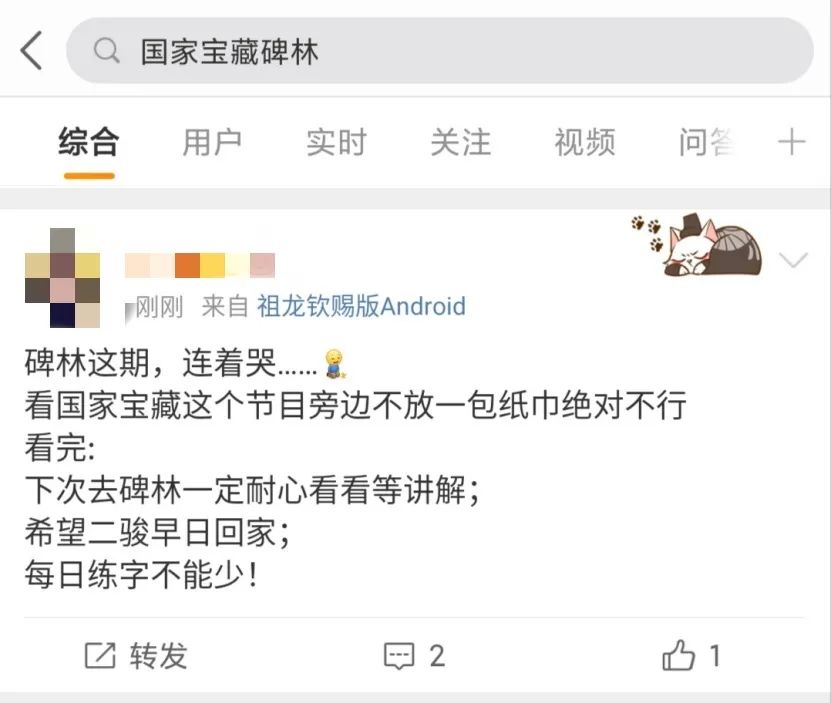 国家宝藏碑林
综合 用户 实时 关注 视频 问答
刚刚 来自 祖龙钦赐版Android
碑林这期，连着哭……
看国家宝藏这个节目旁边不放一包纸巾绝对不行
看完:
下次去碑林一定耐心看看等讲解；
希望二骏早日回家；
每日练字不能少！
转发 2 1